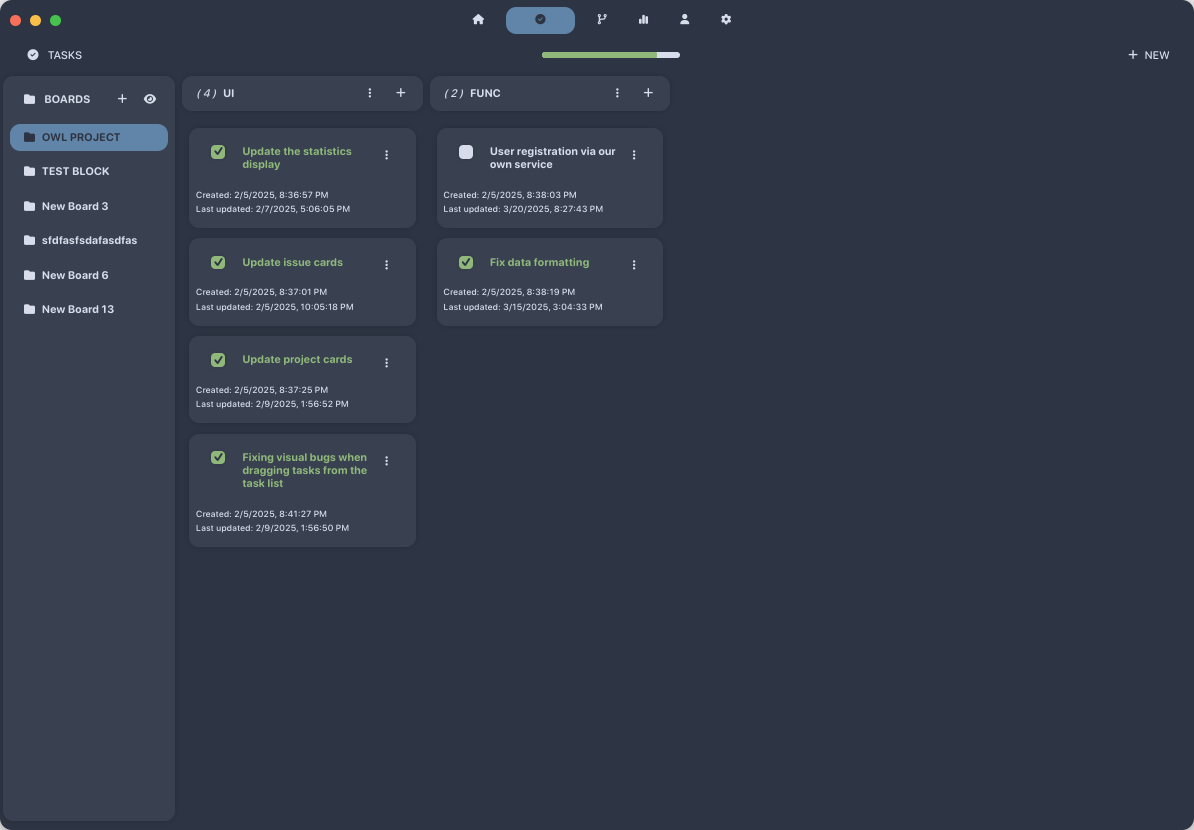 TASKS
NEW
BOARDS
OWL PROJECT
TEST BLOCK
New Board 3
sfdfasfsdafasdfas
New Board 6
New Board 13
(4) UI
Update the statistics
display
Created: 2/5/2025, 8:36:57 PM
Last updated: 2/7/2025, 5:06:05 PM
Update issue cards
Created: 2/5/2025, 8:37:01 PM
Last updated: 2/5/2025, 10:05:18 PM
Update project cards
Created: 2/5/2025, 8:37:25 PM
Last updated: 2/9/2025, 1:56:52 PM
Fixing visual bugs when
dragging tasks from the
task list
Created: 2/5/2025, 8:41:27 PM
Last updated: 2/9/2025, 1:56:50 PM
(2) FUNC
User registration via our
own service
Created: 2/5/2025, 8:38:03 PM
Last updated: 3/20/2025, 8:27:43 PM
Fix data formatting
Created: 2/5/2025, 8:38:19 PM
Last updated: 3/15/2025, 3:04:33 PM